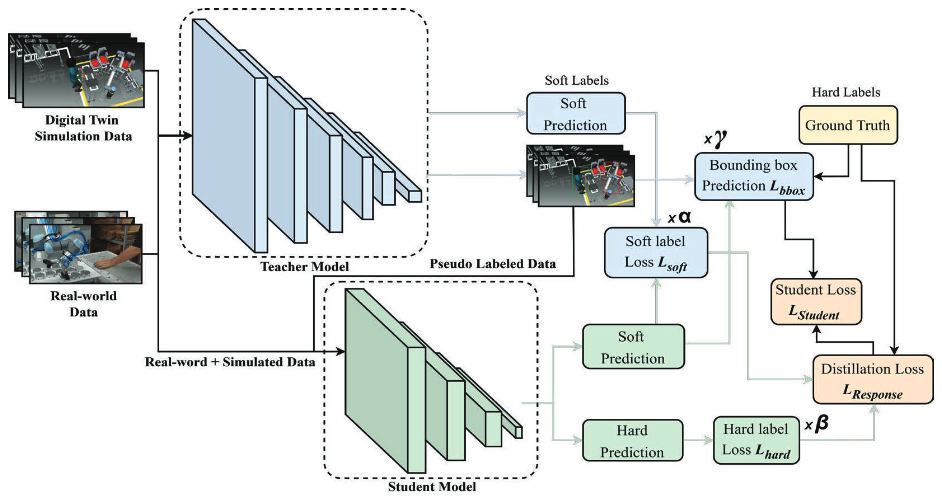 Digital Twin
Simulation Data
Real-world
Data
Teacher Model
Pseudo Labeled Data
Real-word + Simulated Data
Student Model
Soft Labels
Soft
Prediction
Hard Labels
Ground Truth
×γ
Bounding box
Prediction L_bbox
×α
Soft label
Loss L_soft
Student Loss
L_Student
Soft
Prediction
Distillation Loss
L_Response
Hard
Prediction
Hard label
Loss L_hard
×β